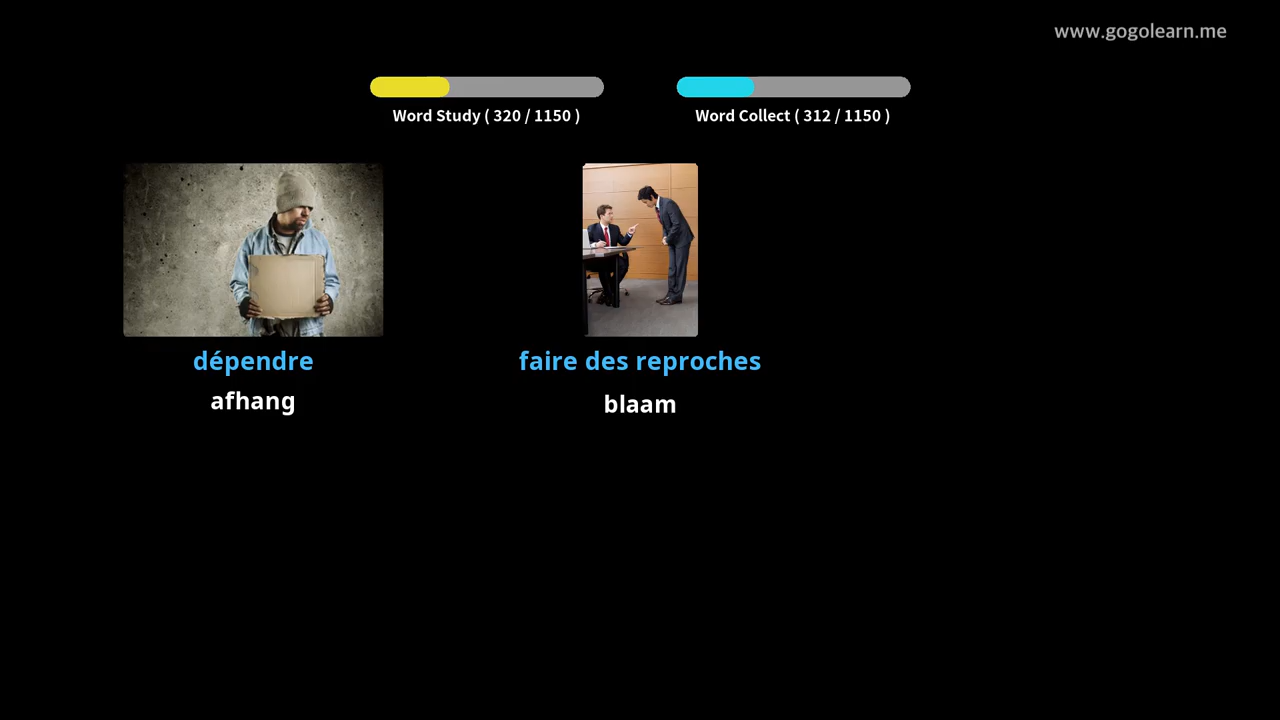 www.gogolearn.me
Word Study ( 320 / 1150 )
Word Collect ( 312 / 1150 )
dépendre
afhang
faire des reproches
blaam